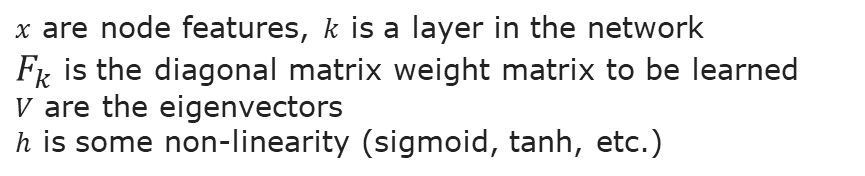 x are node features, k is a layer in the network
F_k is the diagonal matrix weight matrix to be learned
V are the eigenvectors
h is some non-linearity (sigmoid, tanh, etc.)